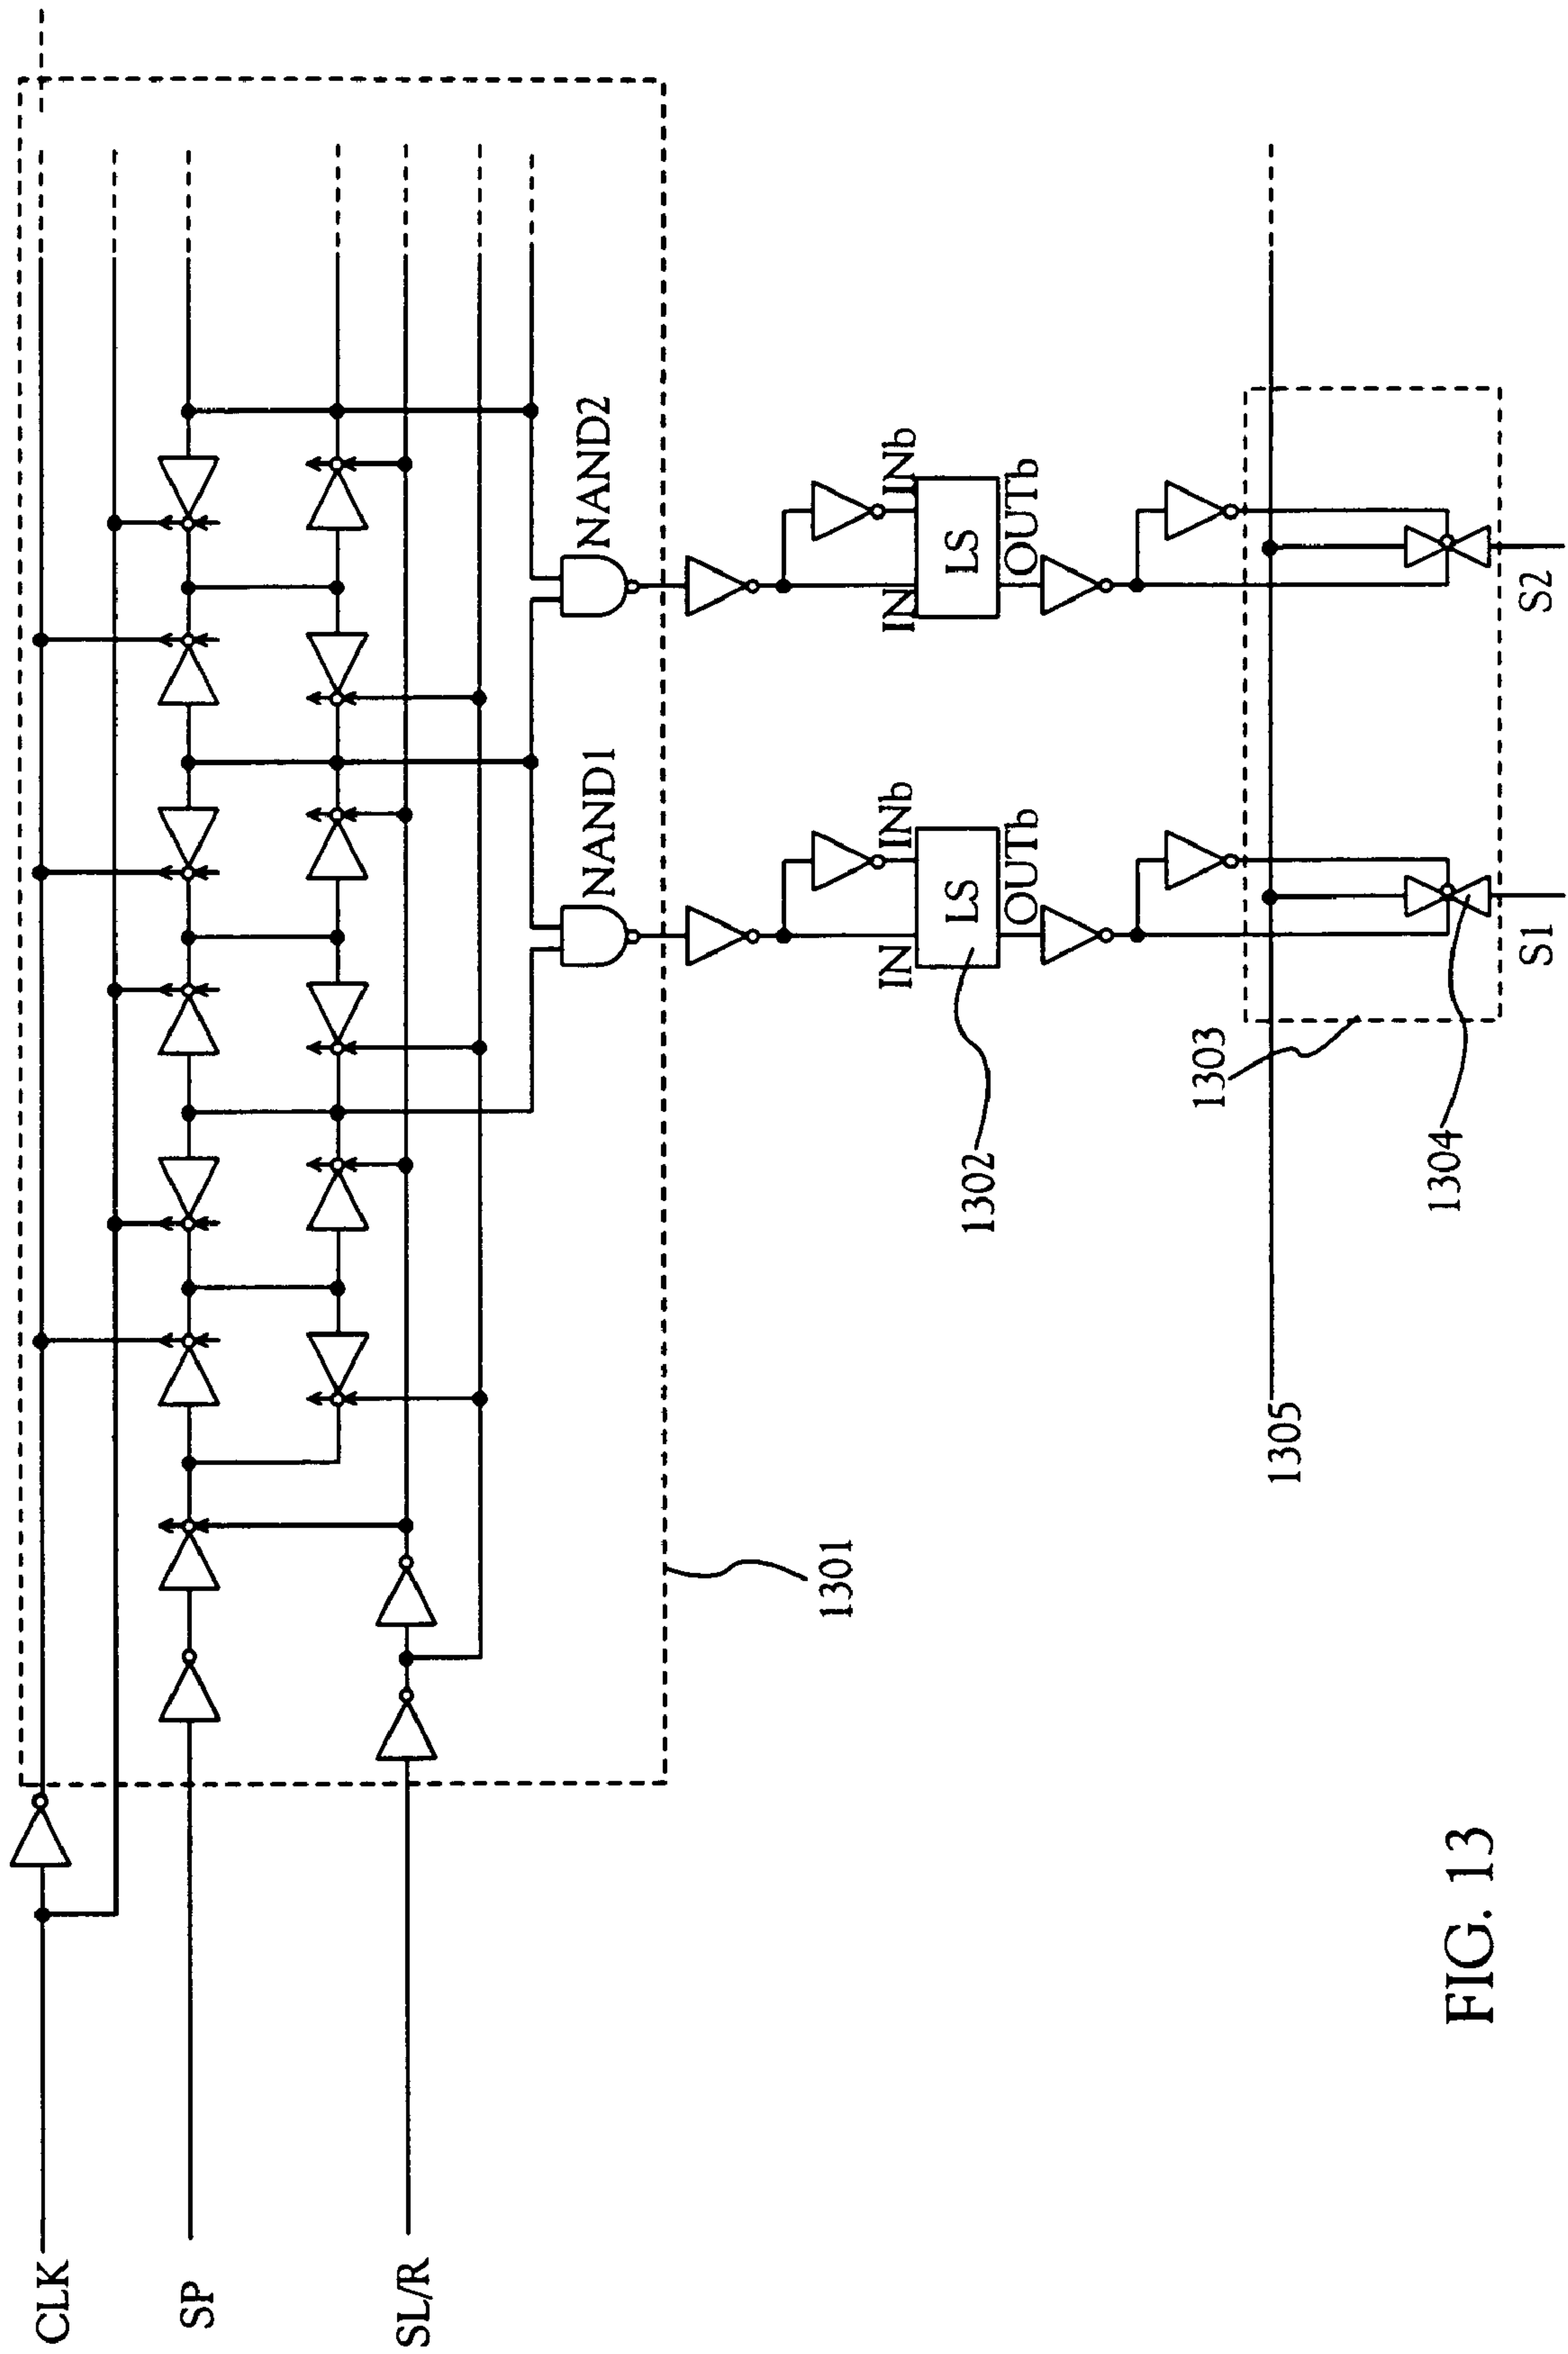 CLK
SP
SL/R
1301
NAND1
NAND2
IN
INb
LS
OUTb
1302
IN
INb
LS
OUTb
1303
1304
1305
S1
S2
FIG. 13